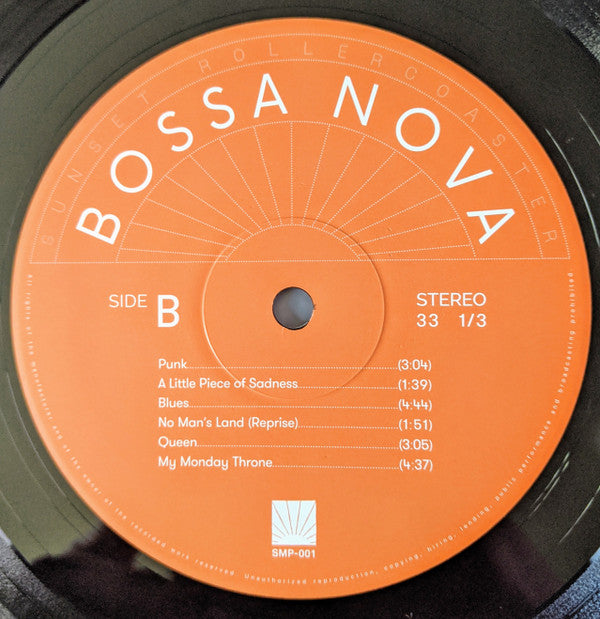 SUNSET ROLLERCOASTER
BOSSA NOVA
SIDE B
STEREO
33 1/3
Punk (3:04)
A Little Piece of Sadness (1:39)
Blues (4:44)
No Man's Land (Reprise) (1:51)
Queen (3:05)
My Monday Throne (4:37)
SMP-001
All rights of the manufacturer and of the owner of the recorded work reserved. Unauthorized reproduction, copying, hiring, lending, public performance and broadcasting prohibited.